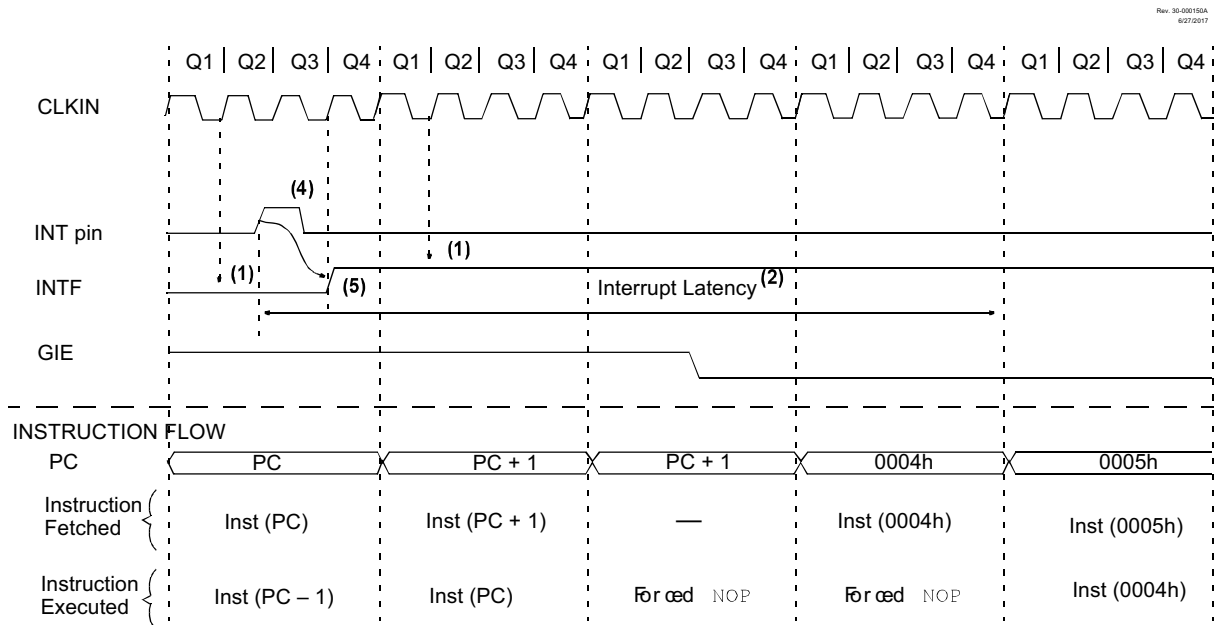 Rev. 30-000150A
6/27/2017
Q1 Q2 Q3 Q4 Q1 Q2 Q3 Q4 Q1 Q2 Q3 Q4 Q1 Q2 Q3 Q4 Q1 Q2 Q3 Q4
CLKIN
(4)
INT pin
(1)
(1)
INTF
(5)
Interrupt Latency (2)
GIE
INSTRUCTION FLOW
PC PC PC + 1 PC + 1 0004h 0005h
Instruction
Fetched
Inst (PC) Inst (PC + 1) — Inst (0004h) Inst (0005h)
Instruction
Executed
Inst (PC – 1) Inst (PC) Forced NOP Forced NOP Inst (0004h)